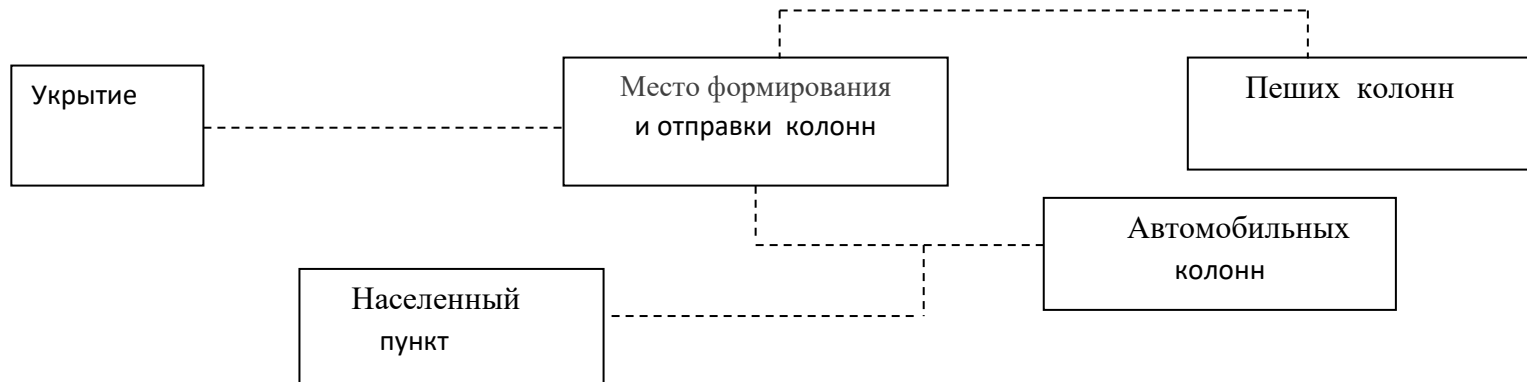 Укрытие
Место формирования
и отправки колонн
Пеших колонн
Автомобильных
колонн
Населенный
пункт